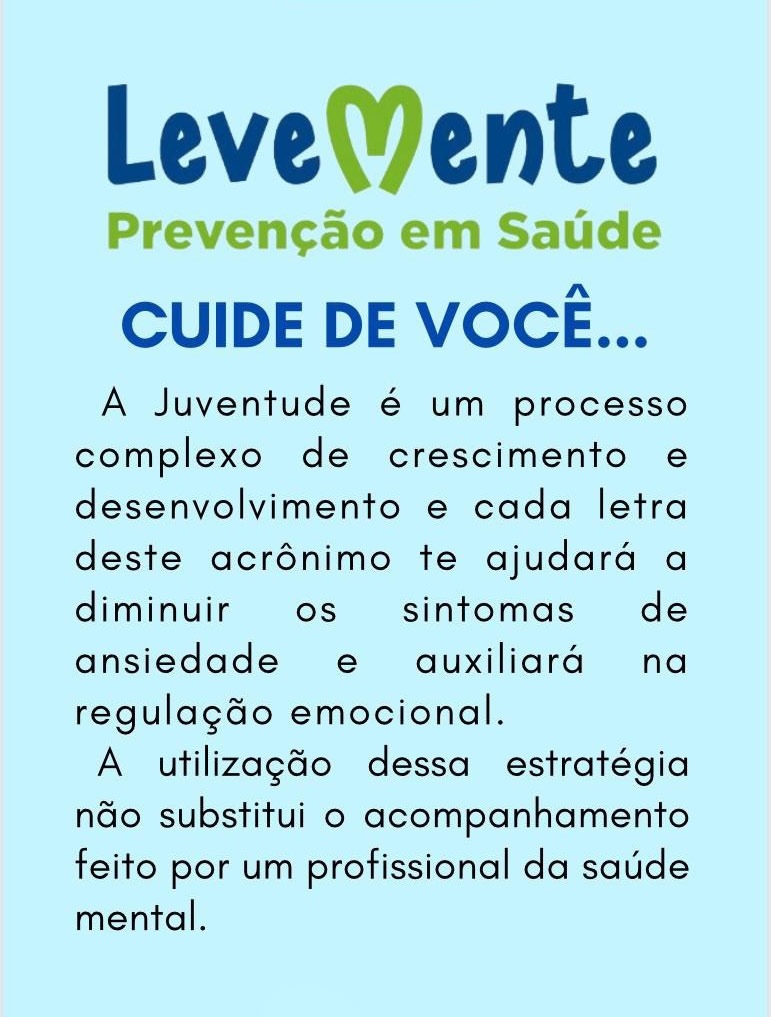 LeveMente
Prevenção em Saúde
CUIDE DE VOCÊ...
A Juventude é um processo
complexo de crescimento e
desenvolvimento e cada letra
deste acrônimo te ajudará a
diminuir os sintomas de
ansiedade e auxiliará na
regulação emocional.
A utilização dessa estratégia
não substitui o acompanhamento
feito por um profissional da saúde
mental.